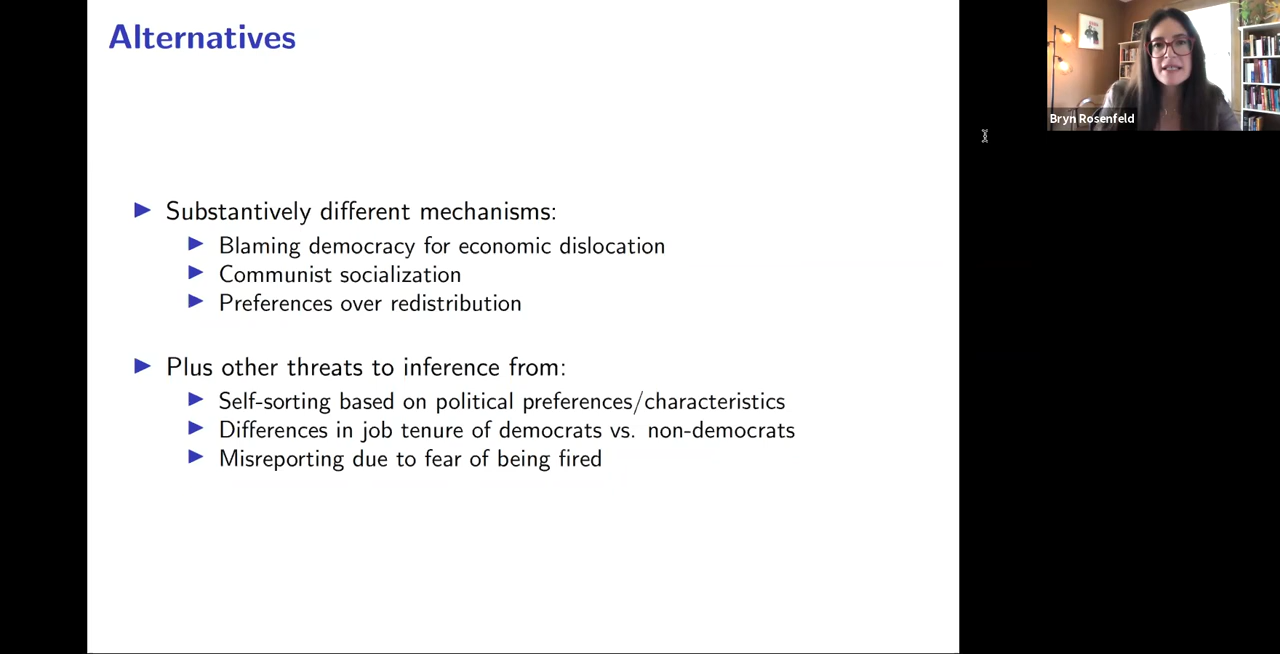 Alternatives
Substantively different mechanisms:
Blaming democracy for economic dislocation
Communist socialization
Preferences over redistribution
Plus other threats to inference from:
Self-sorting based on political preferences/characteristics
Differences in job tenure of democrats vs. non-democrats
Misreporting due to fear of being fired
Bryn Rosenfeld